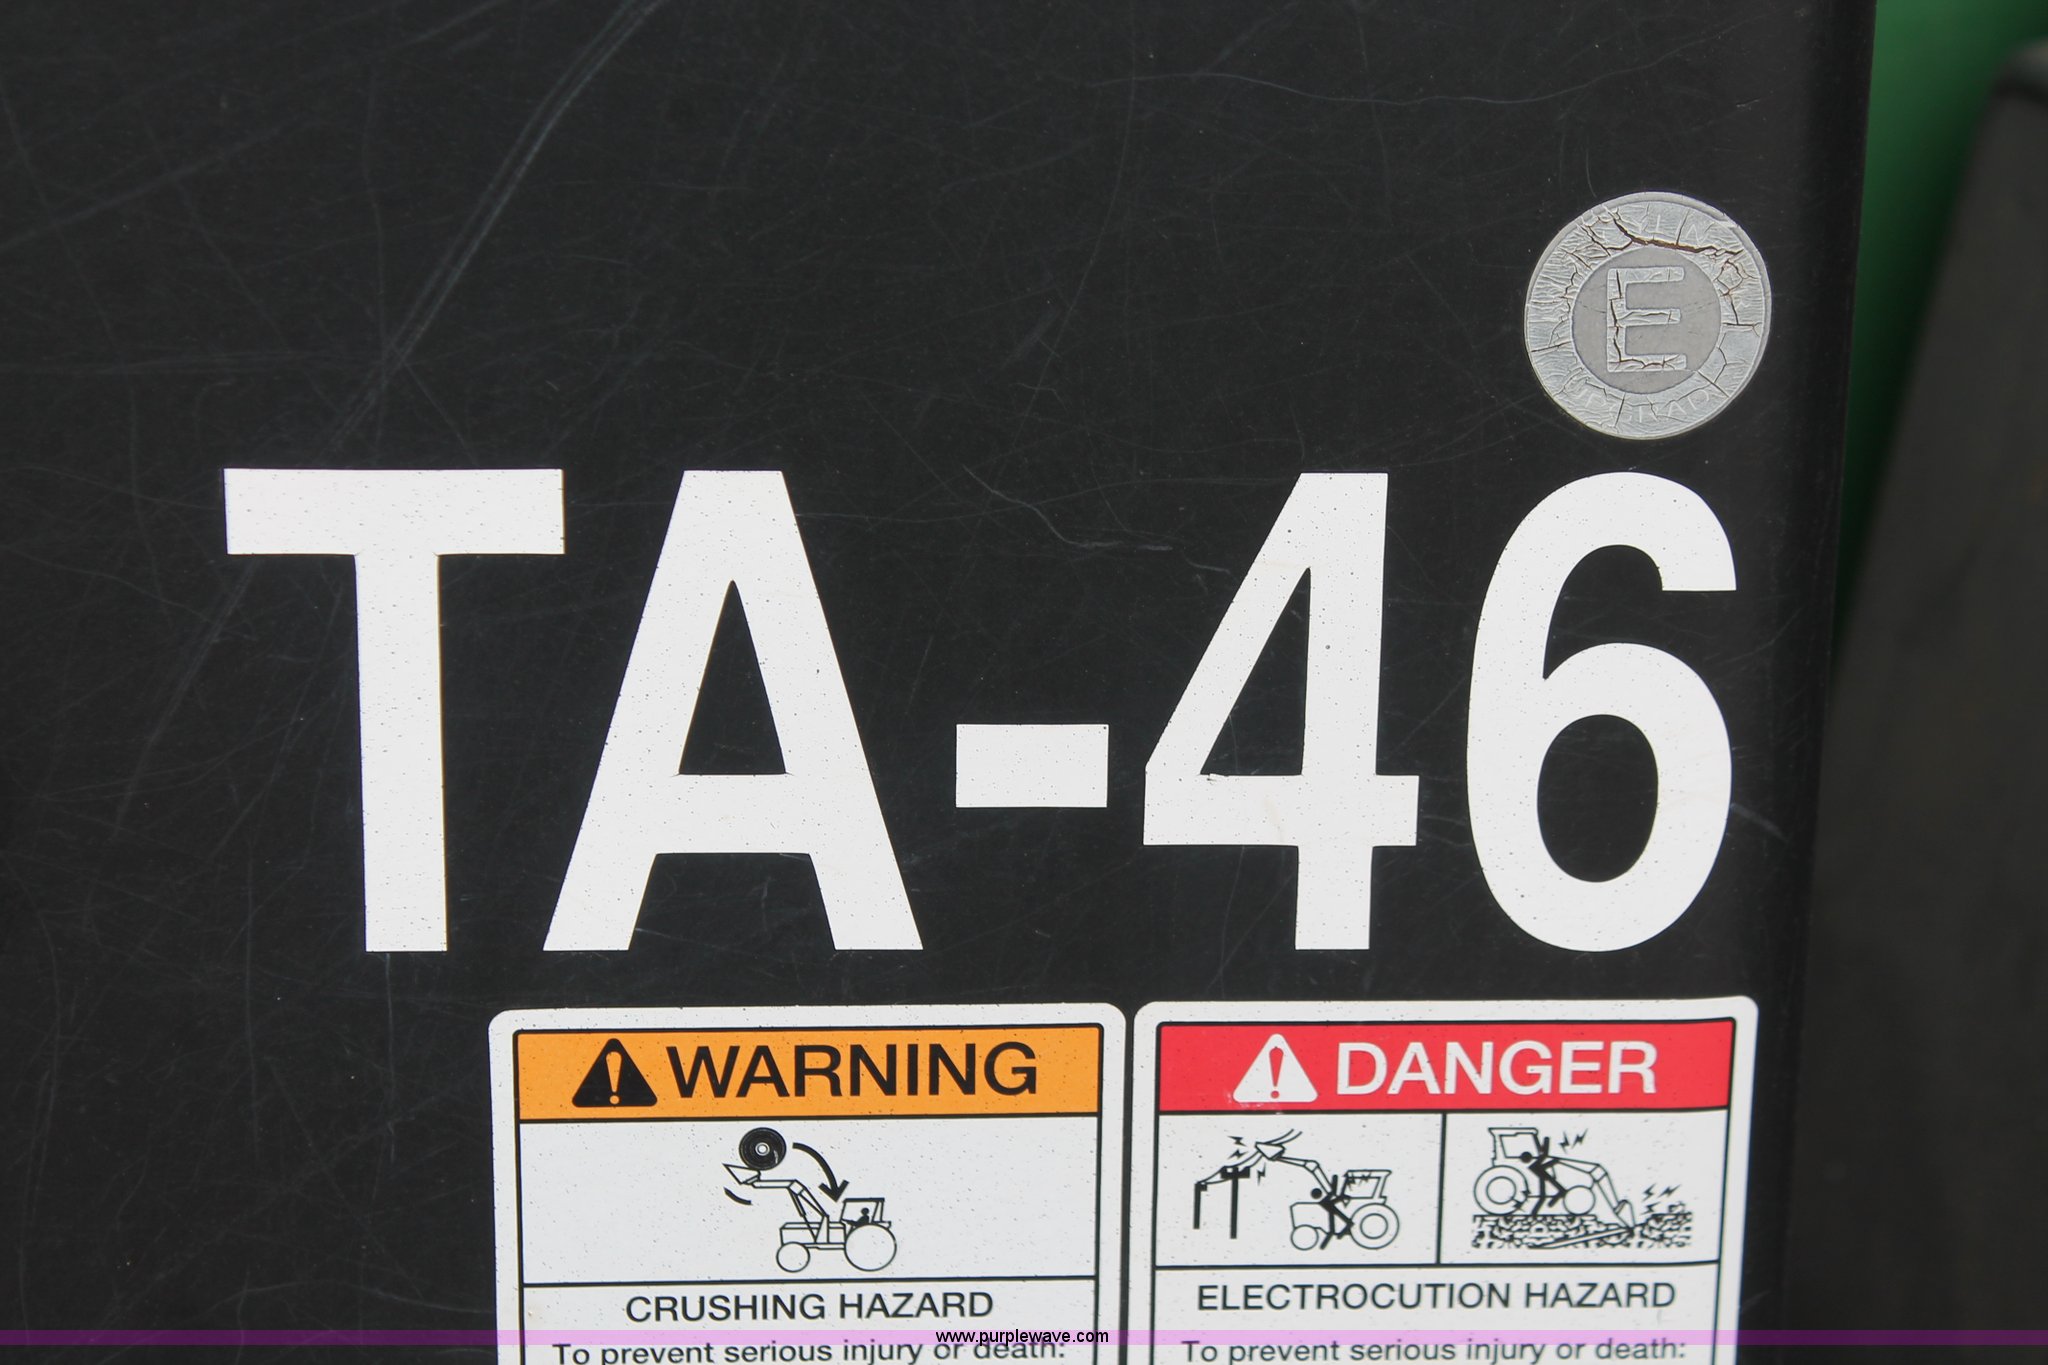 E
TA-46
WARNING
DANGER
CRUSHING HAZARD
ELECTROCUTION HAZARD
To prevent serious injury or death:
To prevent serious injury or death:
www.purplewave.com